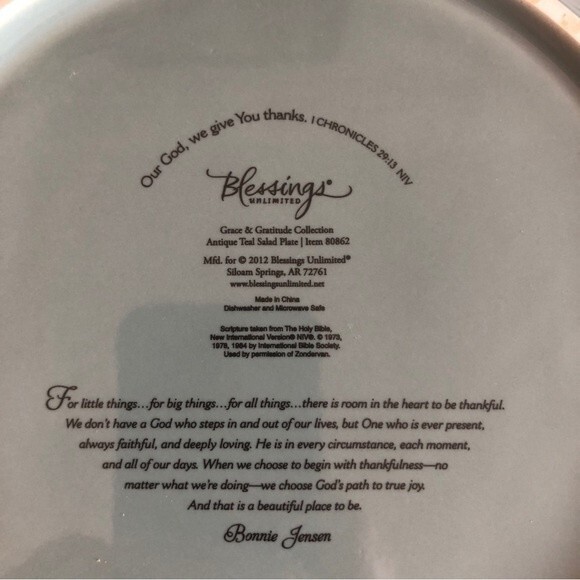 Our God, we give You thanks. 1 CHRONICLES 29:13 NIV
Blessings®
UNLIMITED
Grace & Gratitude Collection
Antique Teal Salad Plate | Item 80862
Mfd. for © 2012 Blessings Unlimited®
Siloam Springs, AR 72761
www.blessingsunlimited.net
Made in China
Dishwasher and Microwave Safe
Scripture taken from The Holy Bible,
New International Version® NIV®. © 1973,
1978, 1984 by International Bible Society.
Used by permission of Zondervan.
For little things...for big things...for all things...there is room in the heart to be thankful.
We don't have a God who steps in and out of our lives, but One who is ever present,
always faithful, and deeply loving. He is in every circumstance, each moment,
and all of our days. When we choose to begin with thankfulness—no
matter what we're doing—we choose God's path to true joy.
And that is a beautiful place to be.
Bonnie Jensen